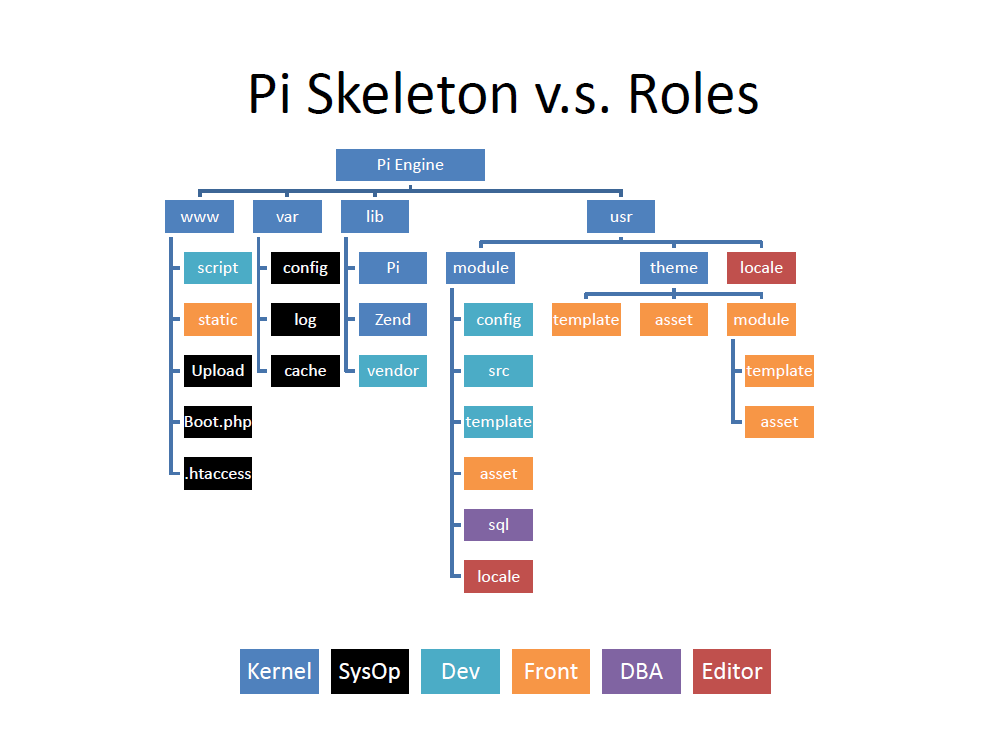 Pi Skeleton v.s. Roles
Pi Engine
www
var
lib
usr
script
config
Pi
module
theme
locale
static
log
Zend
config
template
asset
module
Upload
cache
vendor
src
template
Boot.php
template
asset
.htaccess
asset
sql
locale
Kernel
SysOp
Dev
Front
DBA
Editor